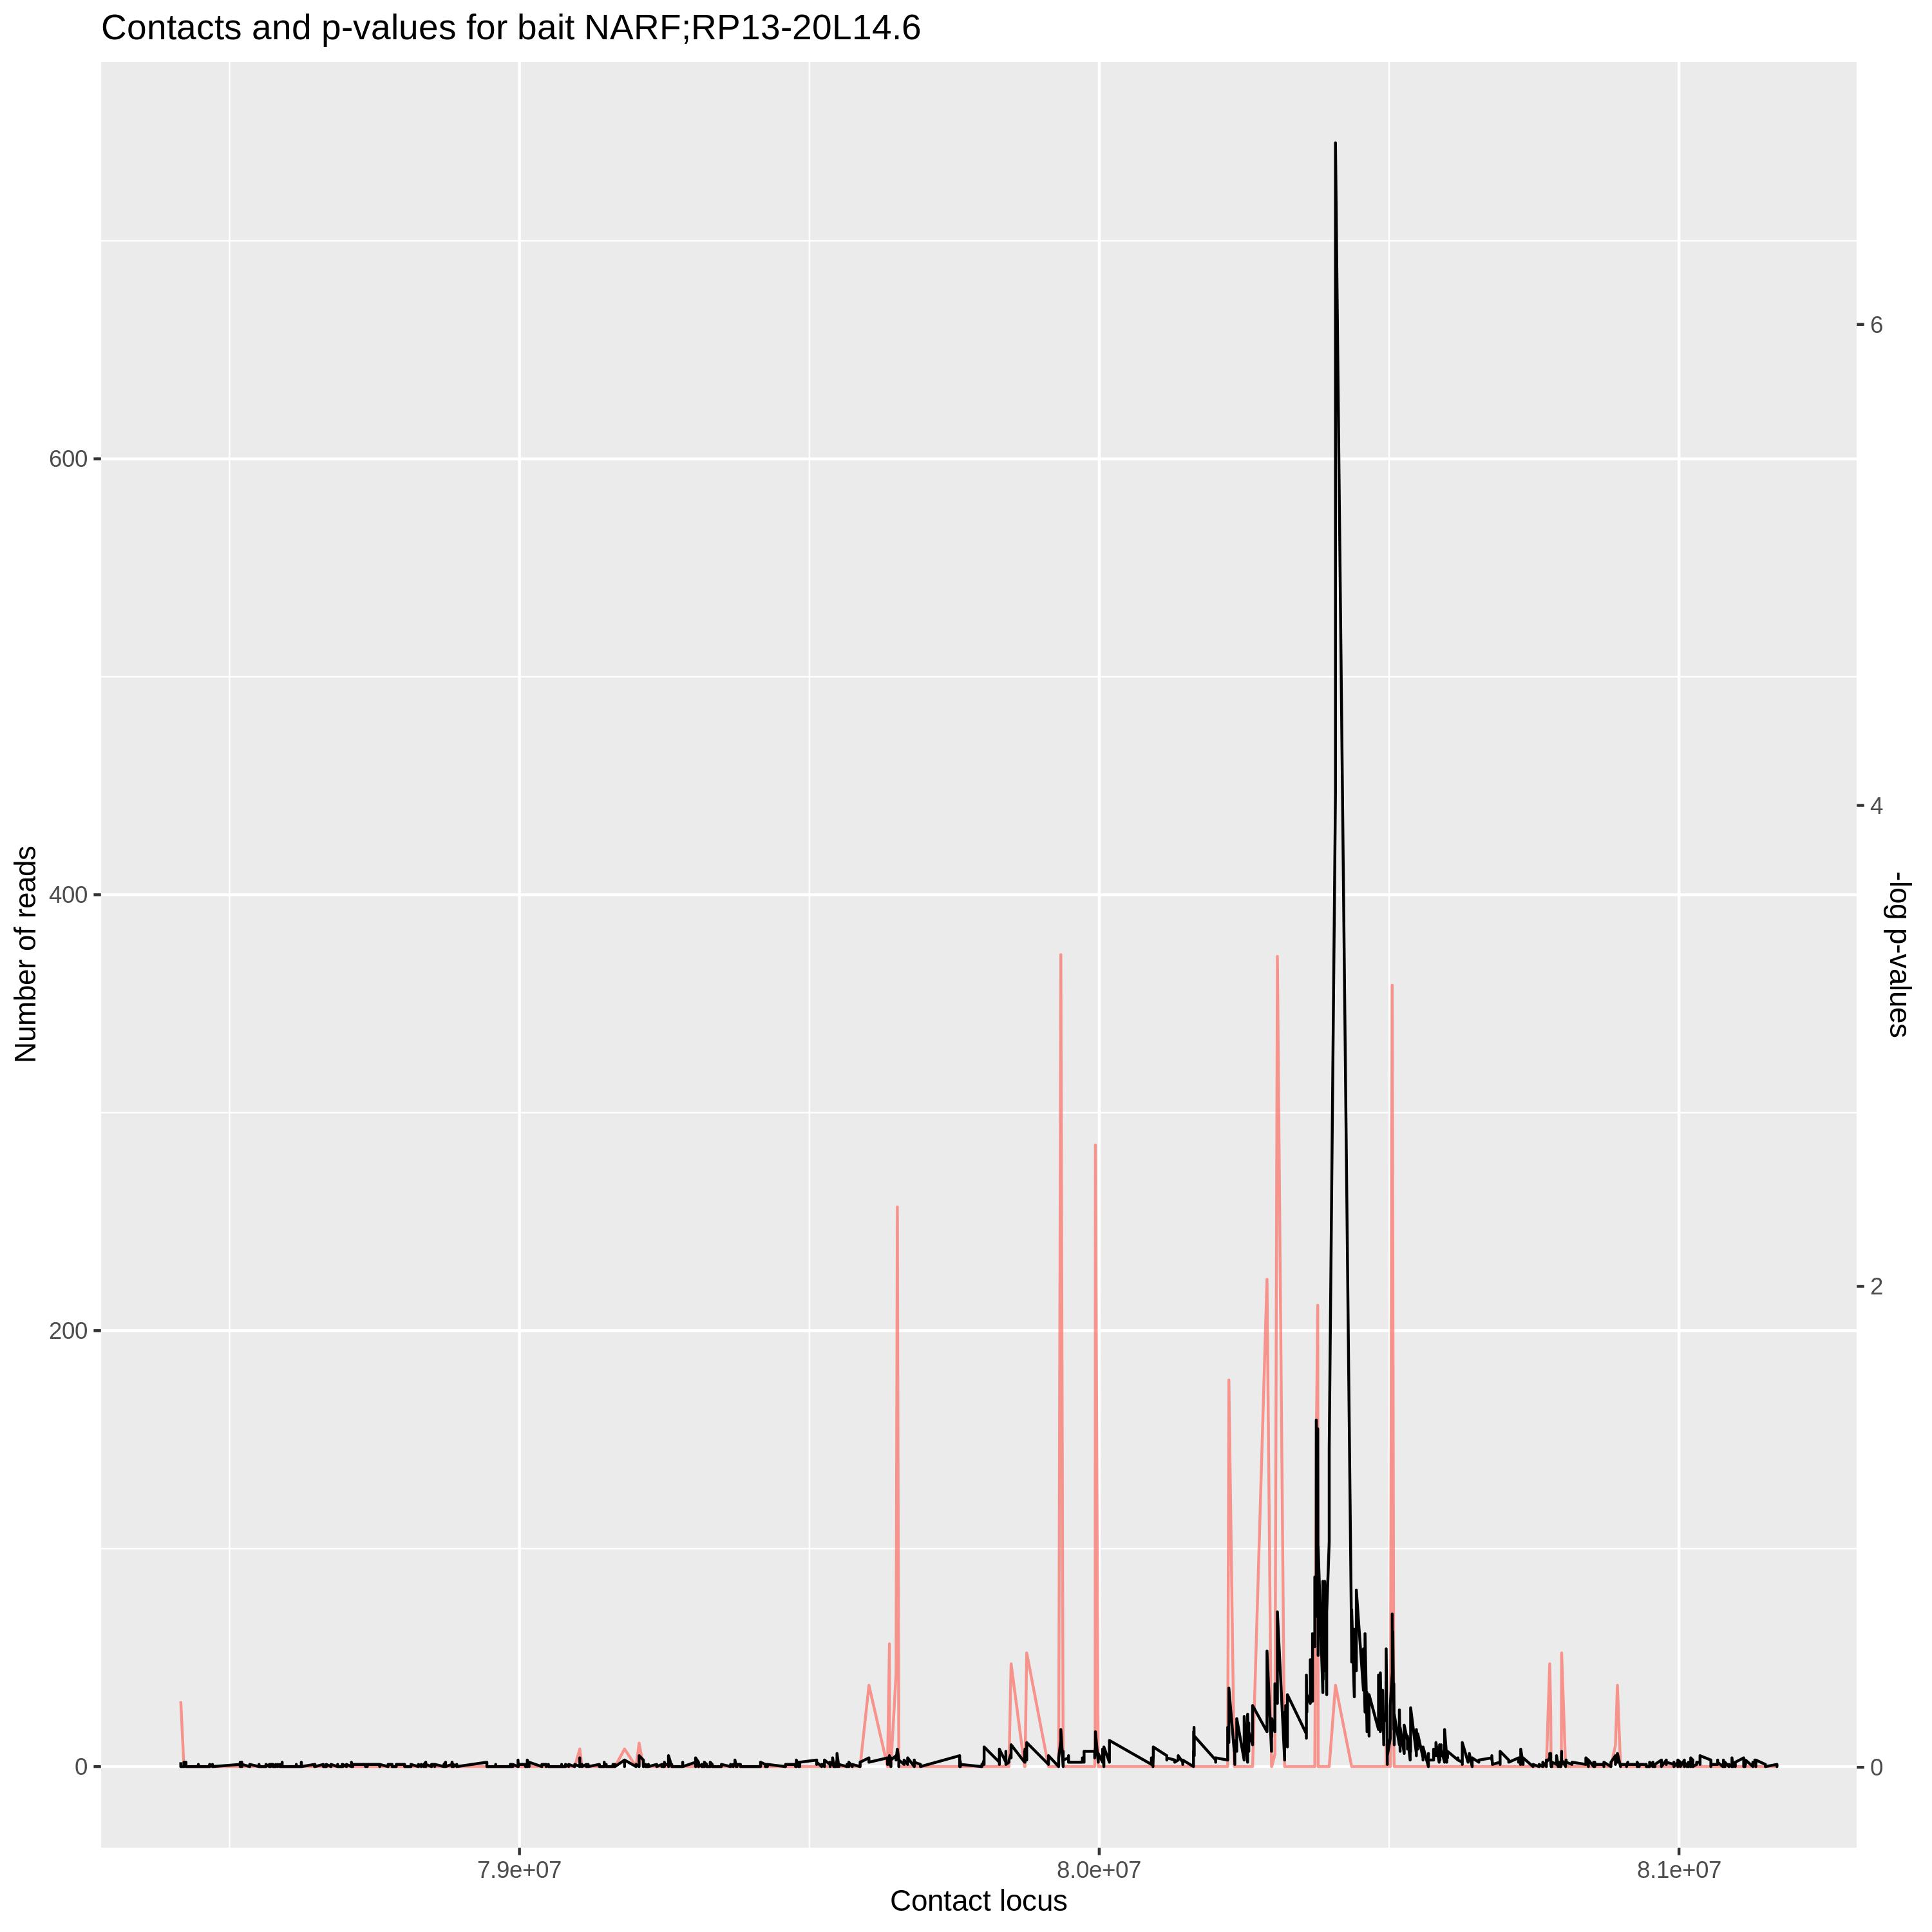 Contacts and p-values for bait NARF;RP13-20L14.6
Number of reads
600
400
200
0
6
4
2
0
-log p-values
7.9e+07
8.0e+07
8.1e+07
Contact locus